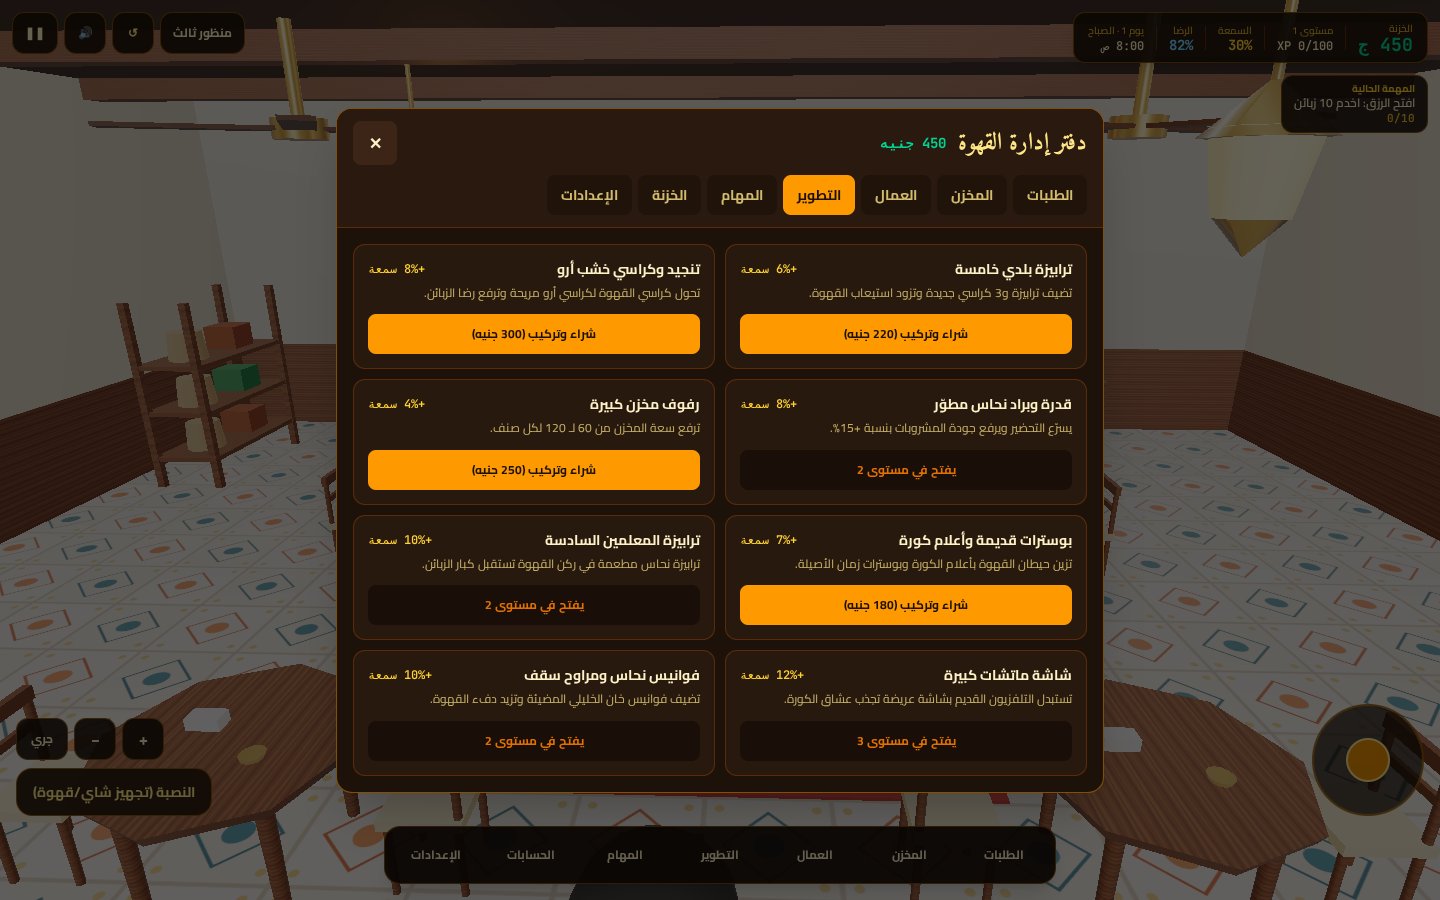 الخزنة
450 ج
مستوى 1
XP 0/100
السمعة
30%
الرضا
82%
يوم 1 · الصباح
8:00 ص
منظور ثالث
المهمة الحالية
افتح الرزق: اخدم 10 زبائن
0/10
دفتر إدارة القهوة
450 جنيه
×
الطلبات
المخزن
العمال
التطوير
المهام
الخزنة
الإعدادات
ترابيزة بلدي خامسة
+6% سمعة
تضيف ترابيزة و3 كراسي جديدة وتزود استيعاب القهوة.
شراء وتركيب (220 جنيه)
تنجيد وكراسي خشب أرو
+8% سمعة
تحول كراسي القهوة لكراسي أرو مريحة وترفع رضا الزبائن.
شراء وتركيب (300 جنيه)
قدرة وبراد نحاس مطوّر
+8% سمعة
يسرّع التحضير ويرفع جودة المشروبات بنسبة +15%.
يفتح في مستوى 2
رفوف مخزن كبيرة
+4% سمعة
ترفع سعة المخزن من 60 لـ 120 لكل صنف.
شراء وتركيب (250 جنيه)
بوسترات قديمة وأعلام كورة
+7% سمعة
تزين حيطان القهوة بأعلام الكورة وبوسترات زمان الأصيلة.
شراء وتركيب (180 جنيه)
ترابيزة المعلمين السادسة
+10% سمعة
ترابيزة نحاس مطعمة في ركن القهوة تستقبل كبار الزبائن.
يفتح في مستوى 2
شاشة ماتشات كبيرة
+12% سمعة
تستبدل التلفزيون القديم بشاشة عريضة تجذب عشاق الكورة.
يفتح في مستوى 3
فوانيس نحاس ومراوح سقف
+10% سمعة
تضيف فوانيس خان الخليلي المضيئة وتزيد دفء القهوة.
يفتح في مستوى 2
+
−
جري
النصبة (تجهيز شاي/قهوة)
الطلبات
المخزن
العمال
التطوير
المهام
الحسابات
الإعدادات